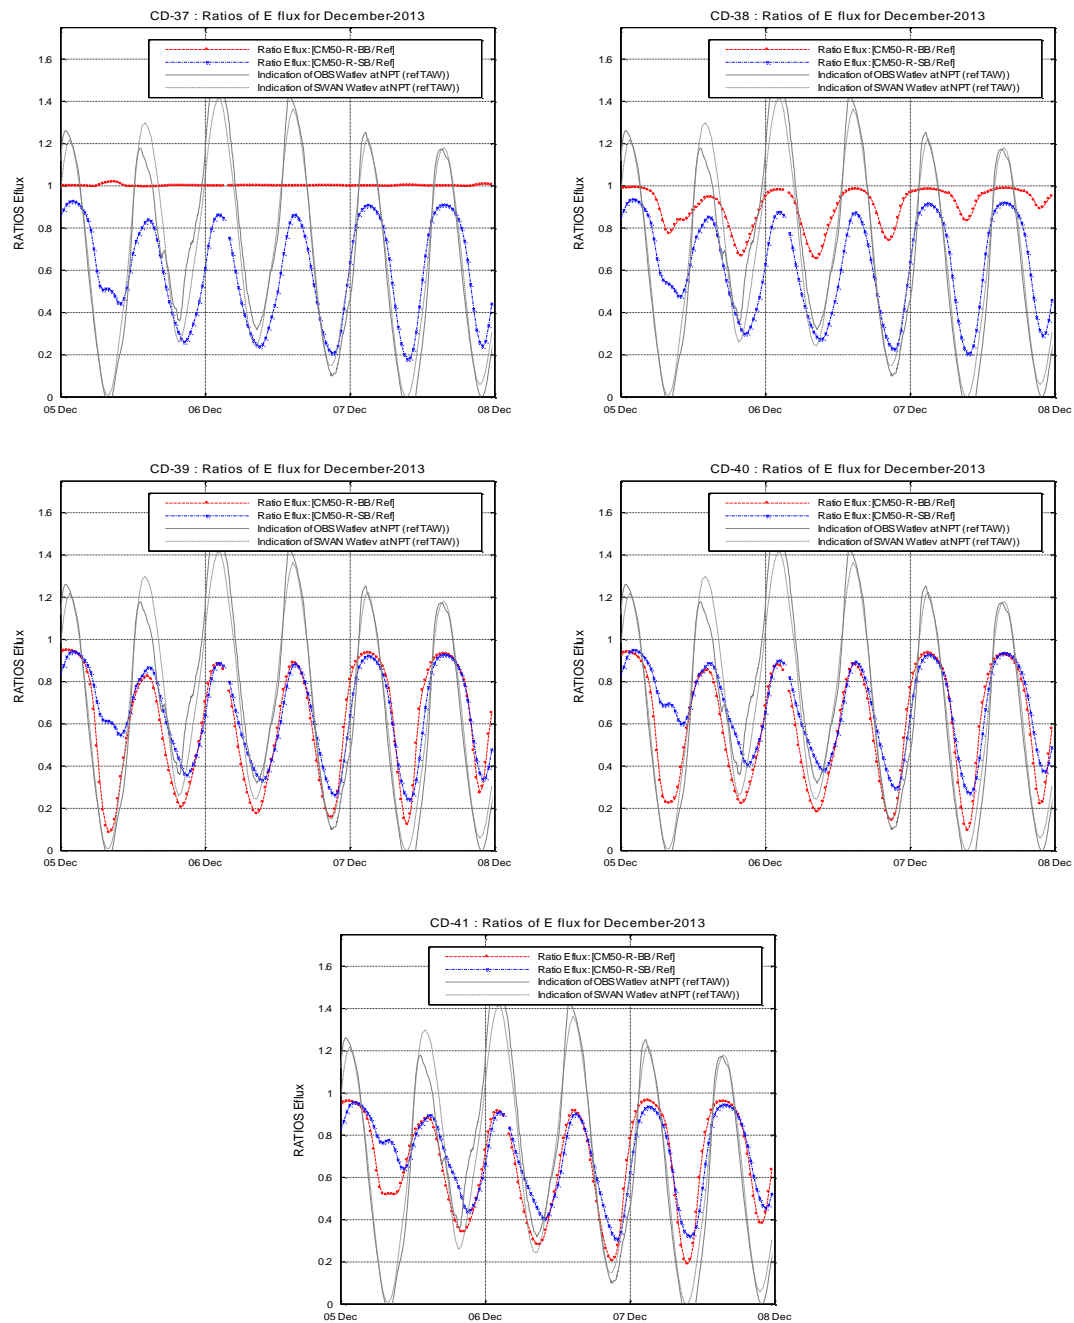 CD-37 : Ratios of E flux for December-2013
Ratio Eflux: [CM50-R-BB/Ref]
Ratio Eflux: [CM50-R-SB/Ref]
Indication of OBS Watlev at NPT (ref TAW))
Indication of SWAN Watlev at NPT (ref TAW))
RATIOS Eflux
1.6
1.4
1.2
1
0.8
0.6
0.4
0.2
0
05 Dec 06 Dec 07 Dec 08 Dec
CD-38 : Ratios of E flux for December-2013
Ratio Eflux: [CM50-R-BB/Ref]
Ratio Eflux: [CM50-R-SB/Ref]
Indication of OBS Watlev at NPT (ref TAW))
Indication of SWAN Watlev at NPT (ref TAW))
RATIOS Eflux
1.6
1.4
1.2
1
0.8
0.6
0.4
0.2
0
05 Dec 06 Dec 07 Dec 08 Dec
CD-39 : Ratios of E flux for December-2013
Ratio Eflux: [CM50-R-BB/Ref]
Ratio Eflux: [CM50-R-SB/Ref]
Indication of OBS Watlev at NPT (ref TAW))
Indication of SWAN Watlev at NPT (ref TAW))
RATIOS Eflux
1.6
1.4
1.2
1
0.8
0.6
0.4
0.2
0
05 Dec 06 Dec 07 Dec 08 Dec
CD-40 : Ratios of E flux for December-2013
Ratio Eflux: [CM50-R-BB/Ref]
Ratio Eflux: [CM50-R-SB/Ref]
Indication of OBS Watlev at NPT (ref TAW))
Indication of SWAN Watlev at NPT (ref TAW))
RATIOS Eflux
1.6
1.4
1.2
1
0.8
0.6
0.4
0.2
0
05 Dec 06 Dec 07 Dec 08 Dec
CD-41 : Ratios of E flux for December-2013
Ratio Eflux: [CM50-R-BB/Ref]
Ratio Eflux: [CM50-R-SB/Ref]
Indication of OBS Watlev at NPT (ref TAW))
Indication of SWAN Watlev at NPT (ref TAW))
RATIOS Eflux
1.6
1.4
1.2
1
0.8
0.6
0.4
0.2
0
05 Dec 06 Dec 07 Dec 08 Dec